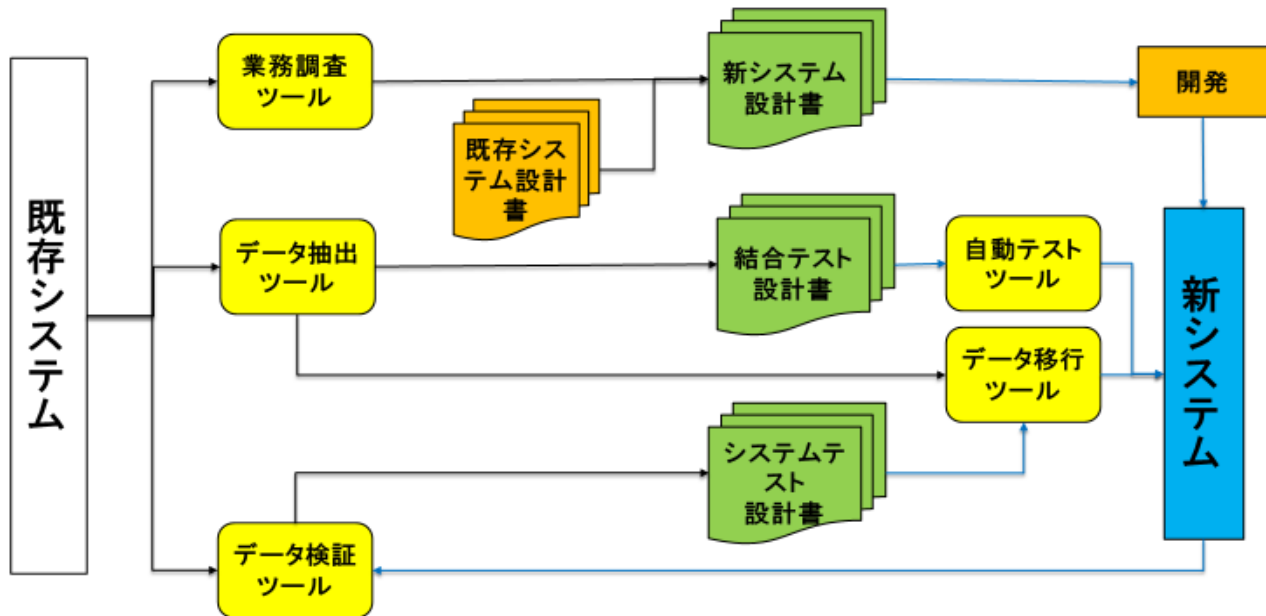 既存システム
業務調査
ツール
既存シス
テム設計
書
新システム
設計書
開発
データ抽出
ツール
結合テスト
設計書
自動テスト
ツール
データ移行
ツール
システムテ
スト
設計書
データ検証
ツール
新システム